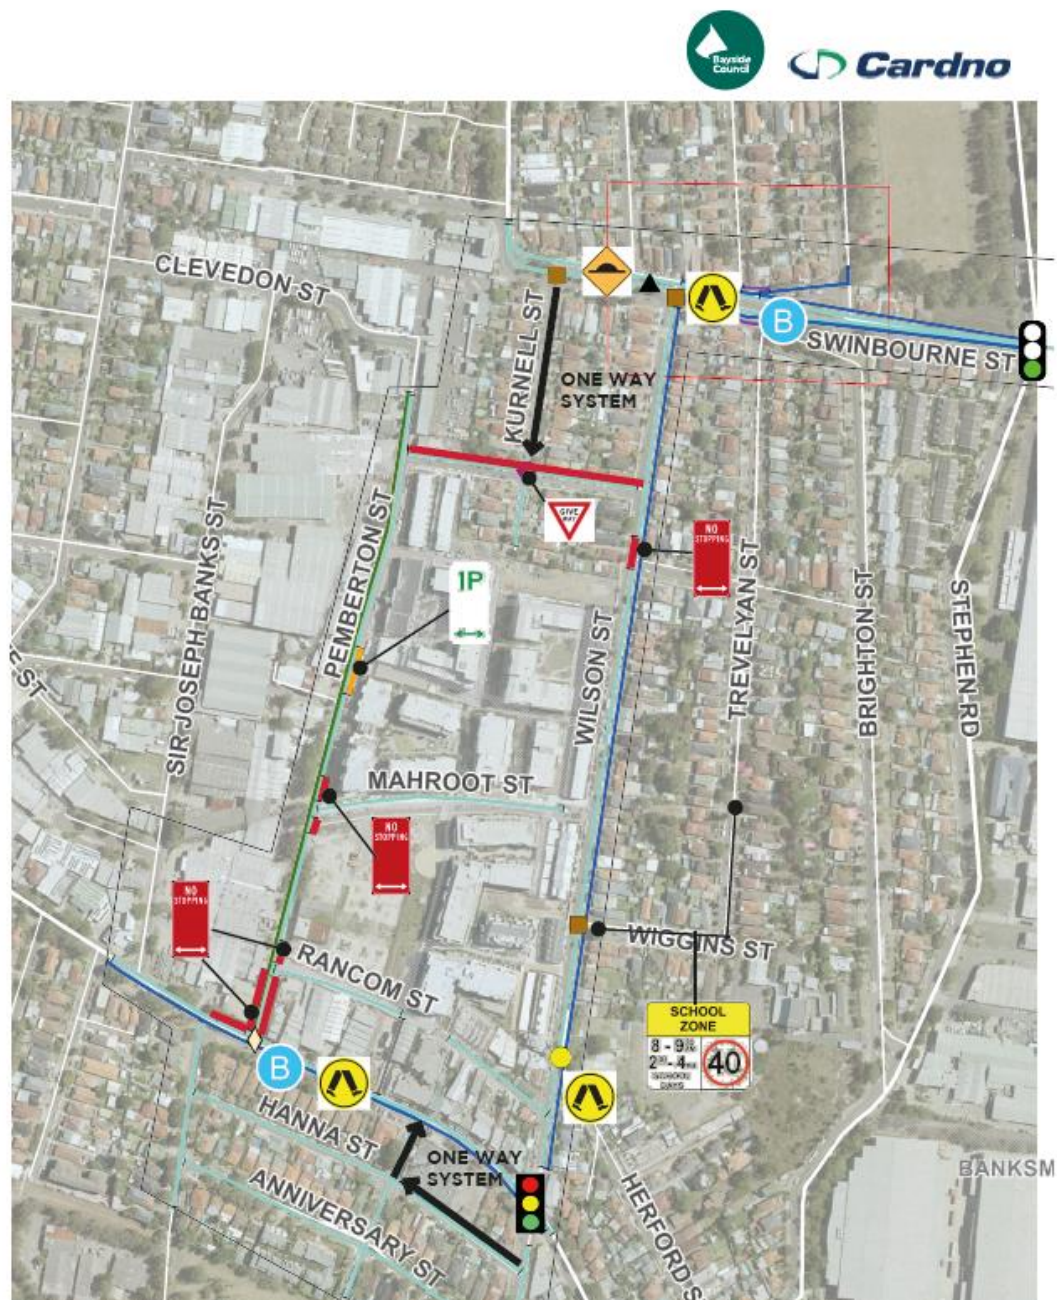 Bayside
Council
Cardno
CLEVEDON ST
KURNELL ST
B
SWINBOURNE ST
ONE WAY
SYSTEM
GIVE
WAY
NO
STOPPING
PEMBERTON ST
SIR JOSEPH BANKS ST
1P
TREVELYAN ST
BRIGHTON ST
STEPHEN RD
E ST
WILSON ST
MAHROOT ST
NO
STOPPING
NO
STOPPING
RANCOM ST
WIGGINS ST
SCHOOL
ZONE
8 - 9
2 - 4
SCHOOL
DAYS
40
B
HANNA ST
ONE WAY
SYSTEM
ANNIVERSARY ST
HERFORD S
BANKSM